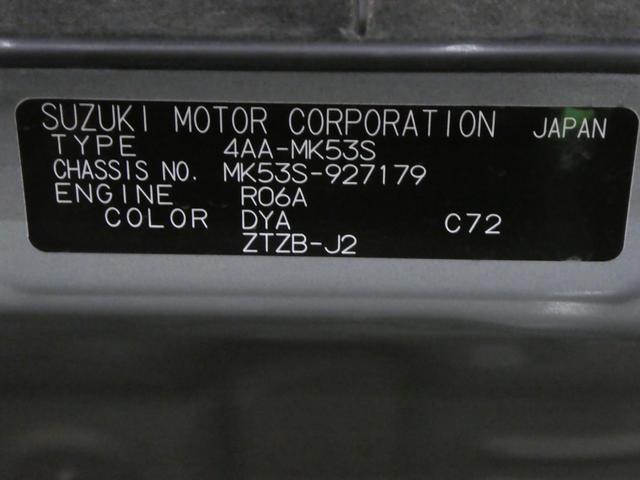 SUZUKI MOTOR CORPORATION JAPAN
TYPE 4AA-MK53S
CHASSIS NO. MK53S-927179
ENGINE R06A
COLOR DYA C72
ZTZB-J2